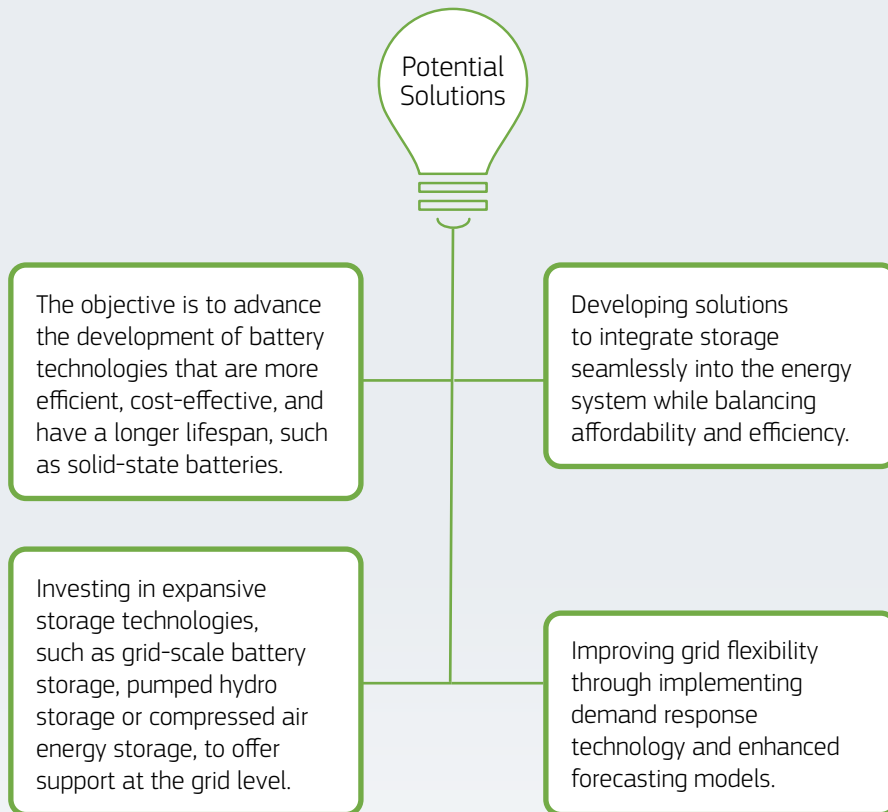 Potential
Solutions
The objective is to advance
the development of battery
technologies that are more
efficient, cost-effective, and
have a longer lifespan, such
as solid-state batteries.
Developing solutions
to integrate storage
seamlessly into the energy
system while balancing
affordability and efficiency.
Investing in expansive
storage technologies,
such as grid-scale battery
storage, pumped hydro
storage or compressed air
energy storage, to offer
support at the grid level.
Improving grid flexibility
through implementing
demand response
technology and enhanced
forecasting models.